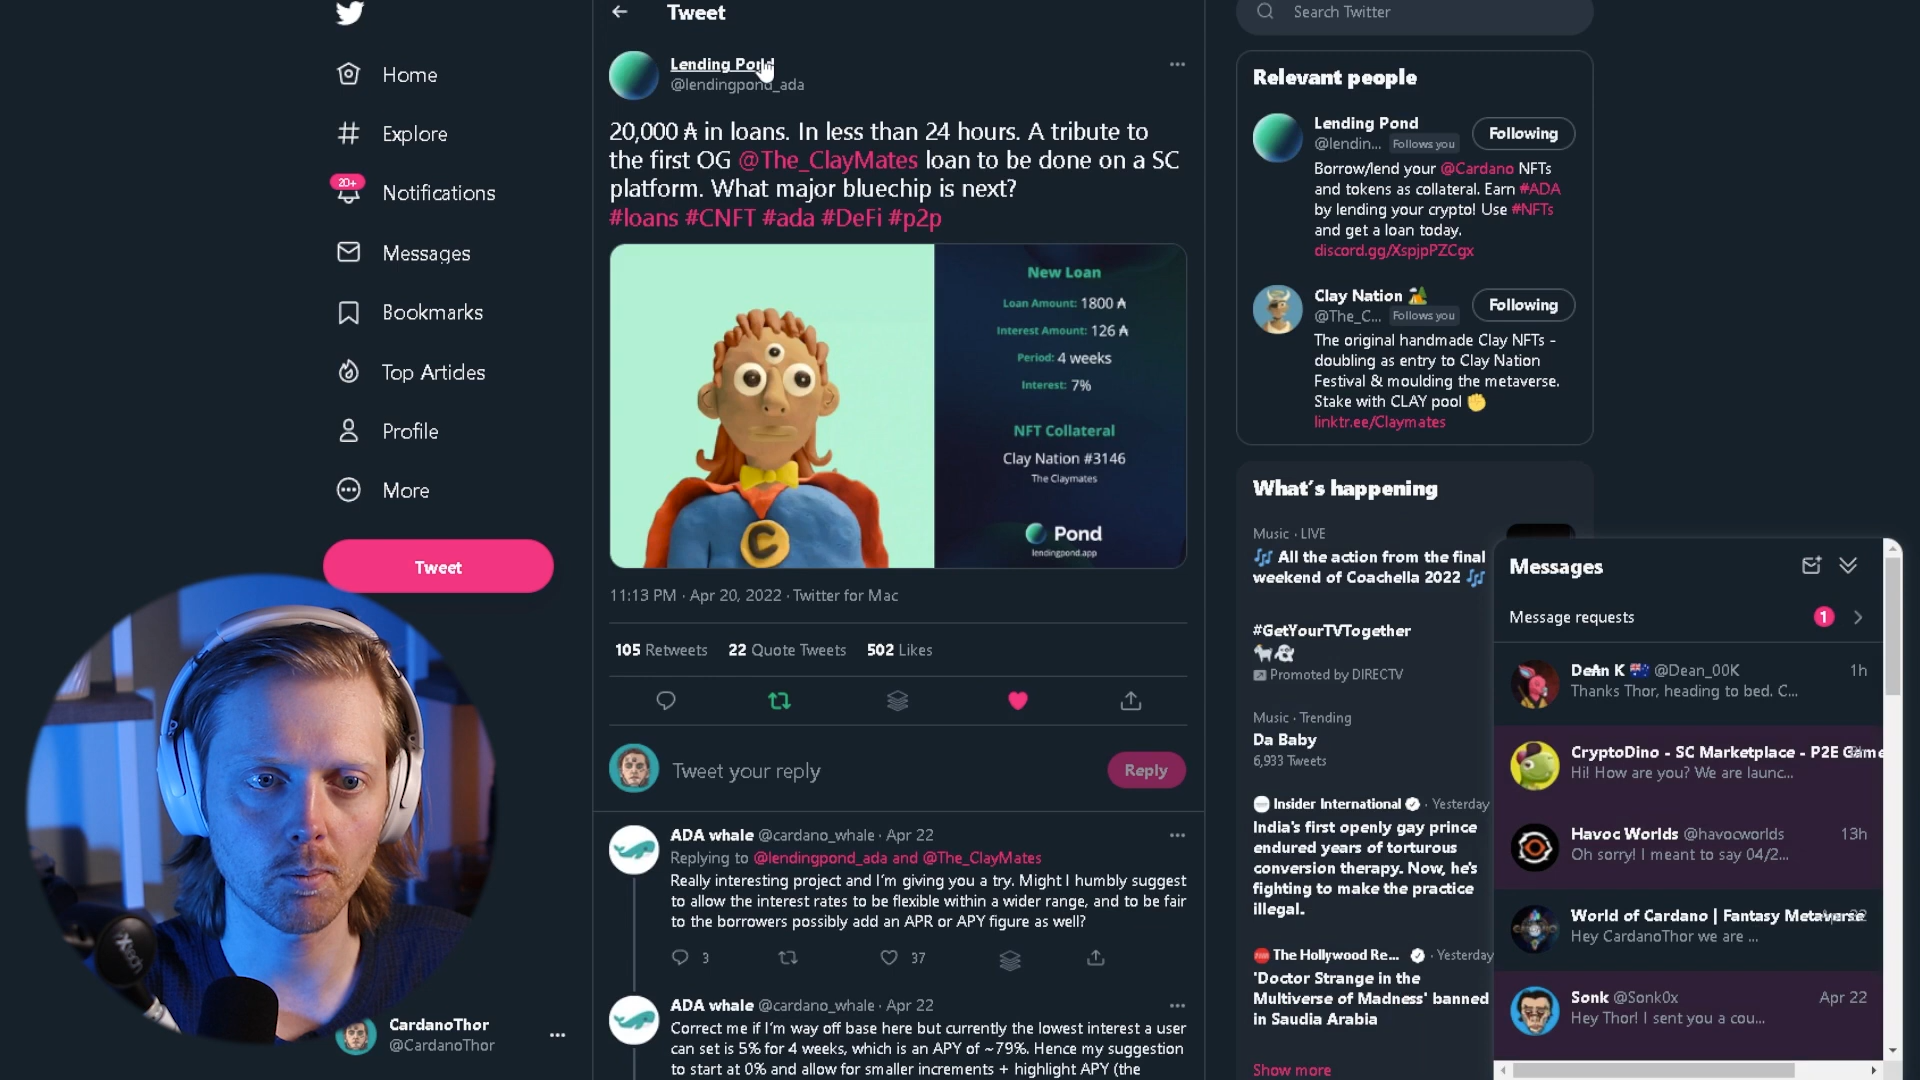 Home
Explore
20+
Notifications
Messages
Bookmarks
Top Articles
Profile
More
Tweet
CardanoThor
@CardanoThor
Tweet
Lending Pond
@lendingpond_ada
20,000 ₳ in loans. In less than 24 hours. A tribute to
the first OG @The_ClayMates loan to be done on a SC
platform. What major bluechip is next?
#loans #CNFT #ada #DeFi #p2p
New Loan
Loan Amount: 1800 ₳
Interest Amount: 126 ₳
Period: 4 weeks
Interest: 7%
NFT Collateral
Clay Nation #3146
The Claymates
Pond
lendingpond.app
C
11:13 PM · Apr 20, 2022 · Twitter for Mac
105 Retweets 22 Quote Tweets 502 Likes
Tweet your reply
Reply
ADA whale @cardano_whale · Apr 22
Replying to @lendingpond_ada and @The_ClayMates
Really interesting project and I'm giving you a try. Might I humbly suggest
to allow the interest rates to be flexible within a wider range, and to be fair
to the borrowers possibly add an APR or APY figure as well?
3 37
ADA whale @cardano_whale · Apr 22
Correct me if I'm way off base here but currently the lowest interest a user
can set is 5% for 4 weeks, which is an APY of ~79%. Hence my suggestion
to start at 0% and allow for smaller increments + highlight APY (the
Search Twitter
Relevant people
Lending Pond
@lendin... Follows you
Following
Borrow/lend your @Cardano NFTs
and tokens as collateral. Earn #ADA
by lending your crypto! Use #NFTs
and get a loan today.
discord.gg/XspjpPZCgx
Clay Nation 🏕️
@The_C... Follows you
Following
The original handmade Clay NFTs -
doubling as entry to Clay Nation
Festival & moulding the metaverse.
Stake with CLAY pool ✊
linktr.ee/Claymates
What's happening
Music · LIVE
🎶 All the action from the final
weekend of Coachella 2022 🎶
#GetYourTVTogether
🐐👻
Promoted by DIRECTV
Music · Trending
Da Baby
6,933 Tweets
Insider International · Yesterday
India's first openly gay prince
endured years of torturous
conversion therapy. Now, he's
fighting to make the practice
illegal.
The Hollywood Re... · Yesterday
'Doctor Strange in the
Multiverse of Madness' banned
in Saudia Arabia
Show more
Messages
Message requests
1
DeAn K 🇦🇺 @Dean_00K 1h
Thanks Thor, heading to bed. C...
CryptoDino - SC Marketplace - P2E Game
Hi! How are you? We are launc...
Havoc Worlds @havocworlds 13h
Oh sorry! I meant to say 04/2...
World of Cardano | Fantasy Metaverse
Hey CardanoThor we are ...
Sonk @Sonk0x Apr 22
Hey Thor! I sent you a cou...